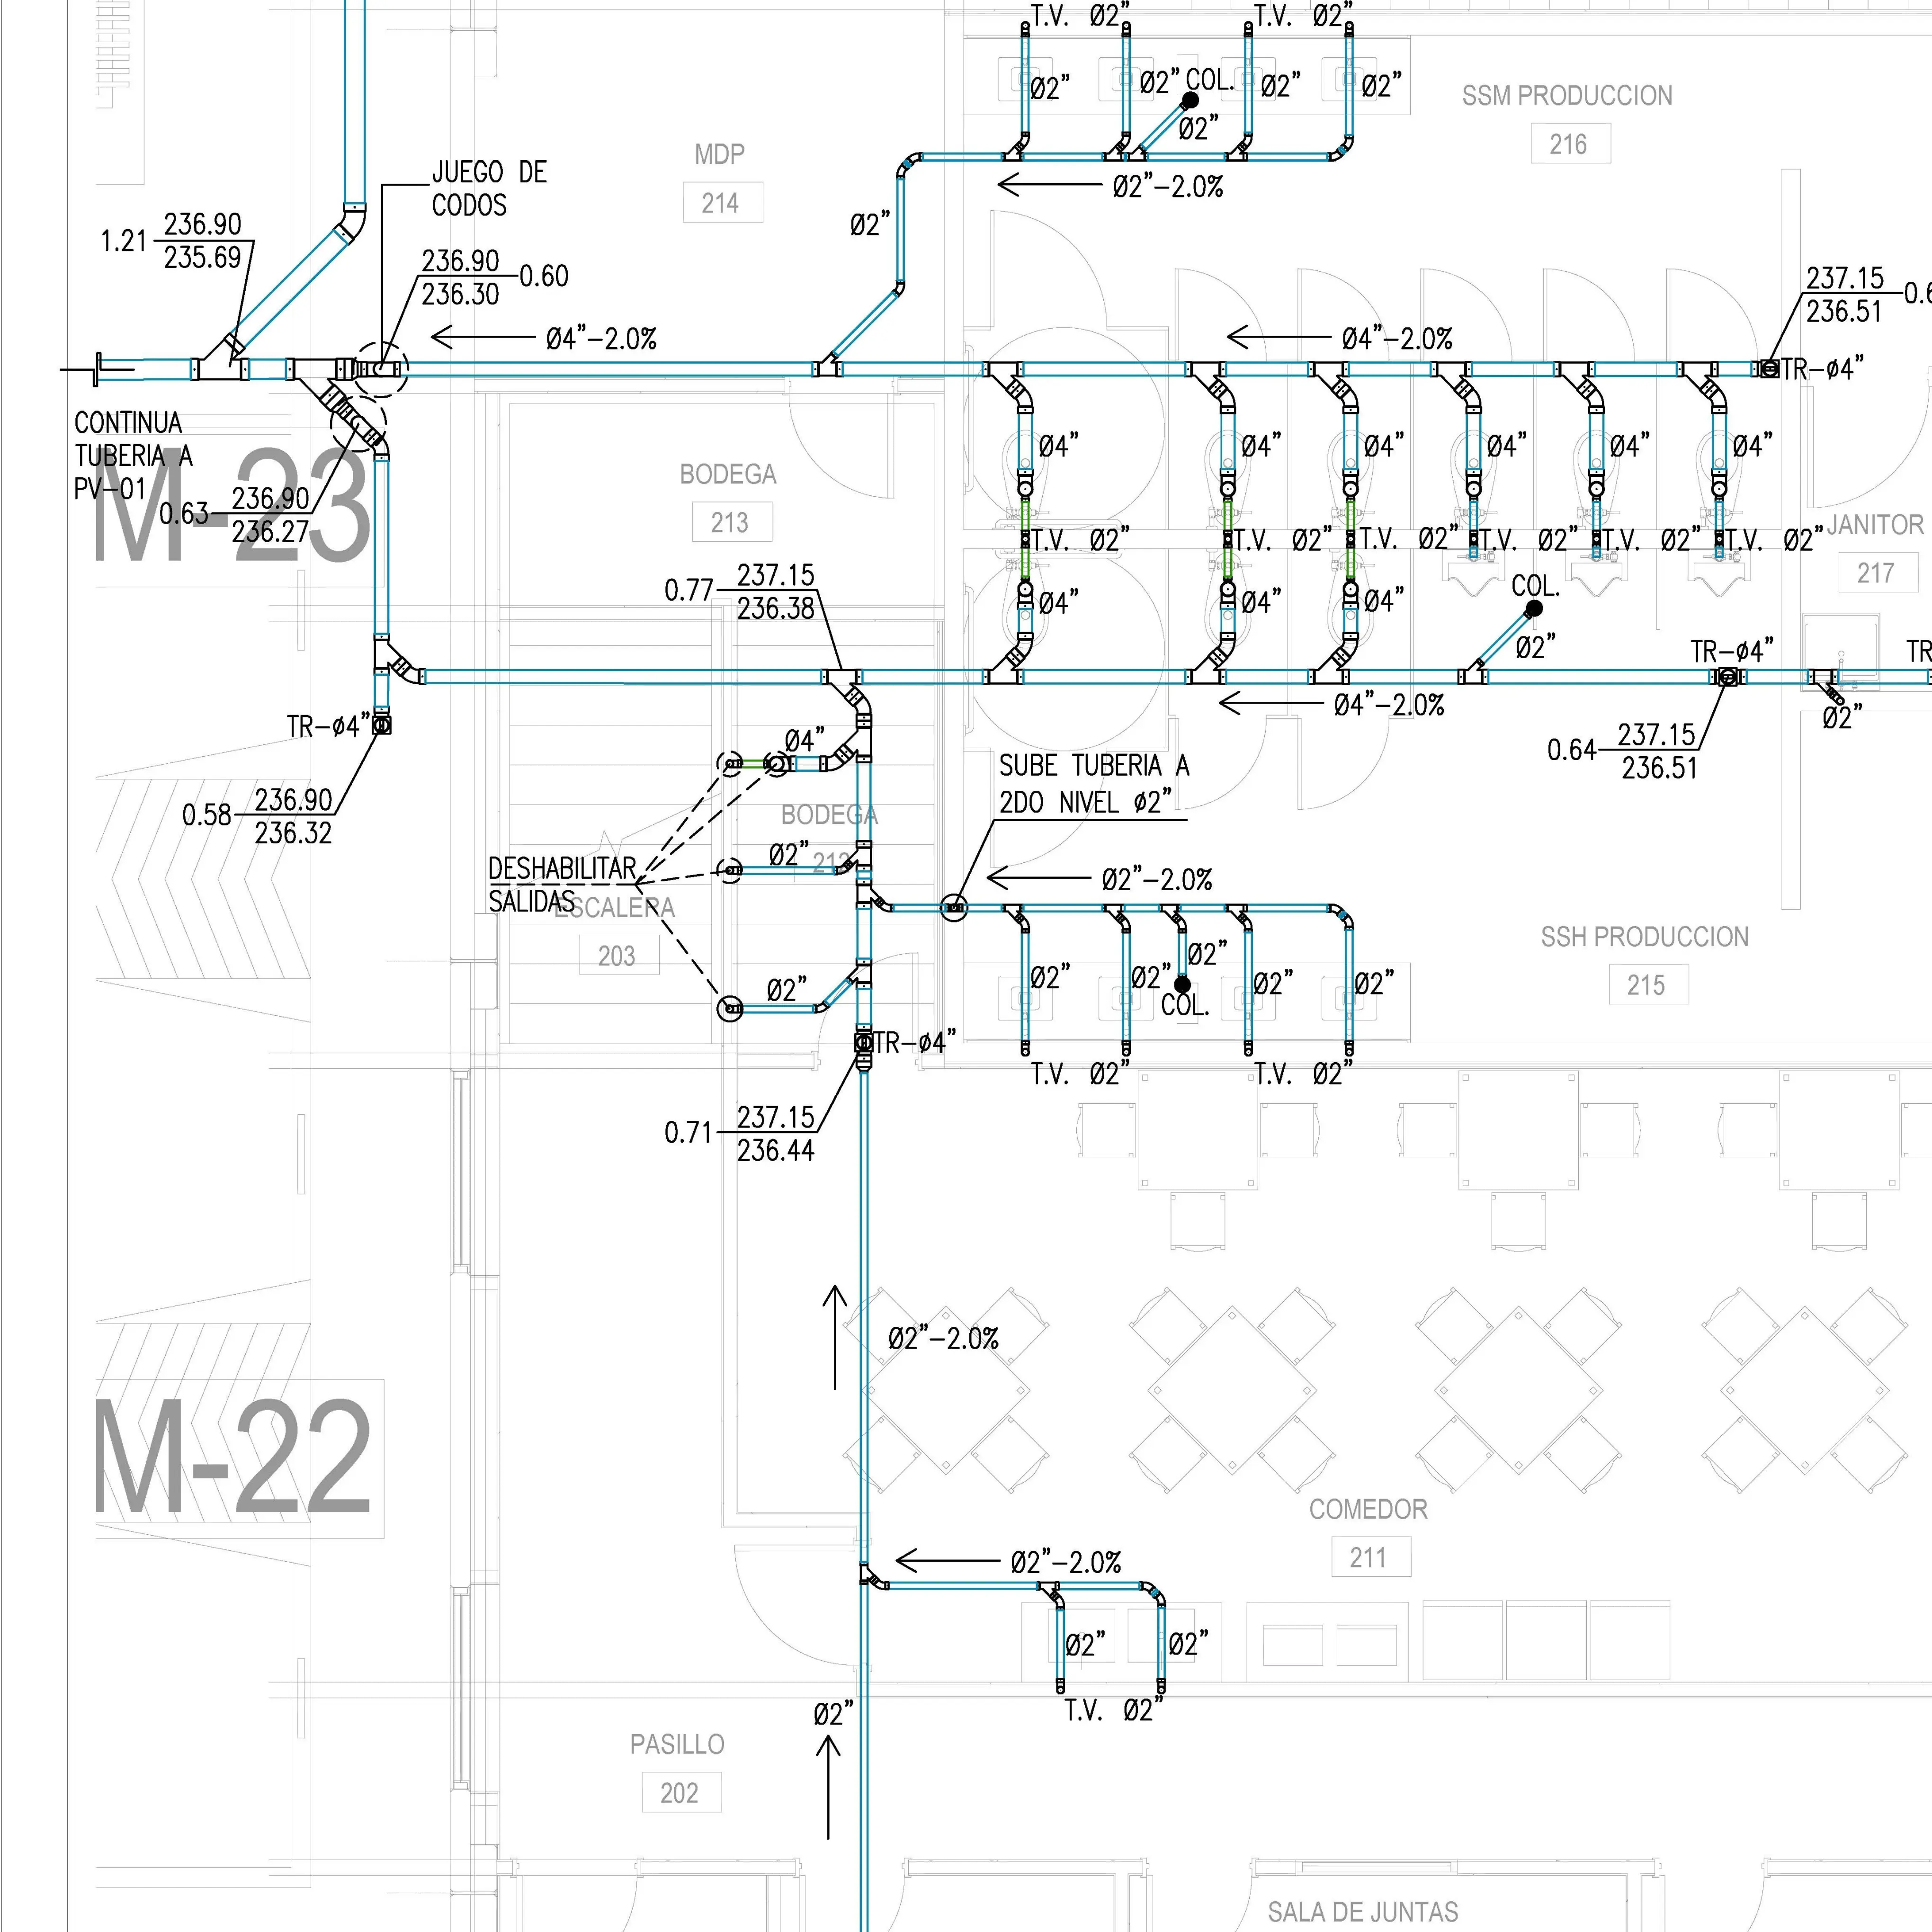 T.V. Ø2”
T.V. Ø2”
Ø2”
Ø2”
COL.
Ø2”
Ø2”
Ø2”
SSM PRODUCCION
216
MDP
214
Ø2”–2.0%
Ø2”
JUEGO DE
CODOS
1.21
236.90
235.69
236.90
236.30
0.60
237.15
236.51
Ø4”–2.0%
Ø4”–2.0%
TR–ø4”
CONTINUA
TUBERIA A
PV–01
M-23
0.63
236.90
236.27
BODEGA
213
Ø4”
Ø4”
Ø4”
Ø4”
Ø4”
Ø4”
T.V. Ø2”
T.V. Ø2”
T.V. Ø2”
T.V. Ø2”
T.V. Ø2”
T.V. Ø2”
JANITOR
217
0.77
237.15
236.38
Ø4”
Ø4”
Ø4”
COL.
Ø2”
TR–ø4”
TR
Ø4”–2.0%
Ø2”
TR–ø4”
0.64
237.15
236.51
Ø4”
SUBE TUBERIA A
2DO NIVEL ø2”
0.58
236.90
236.32
BODEGA
212
Ø2”
DESHABILITAR
SALIDAS
ESCALERA
203
Ø2”–2.0%
SSH PRODUCCION
215
Ø2”
Ø2”
Ø2”
Ø2”
Ø2”
Ø2”
COL.
TR–ø4”
T.V. Ø2”
T.V. Ø2”
0.71
237.15
236.44
Ø2”–2.0%
M-22
COMEDOR
211
Ø2”–2.0%
Ø2”
Ø2”
T.V. Ø2”
Ø2”
PASILLO
202
SALA DE JUNTAS